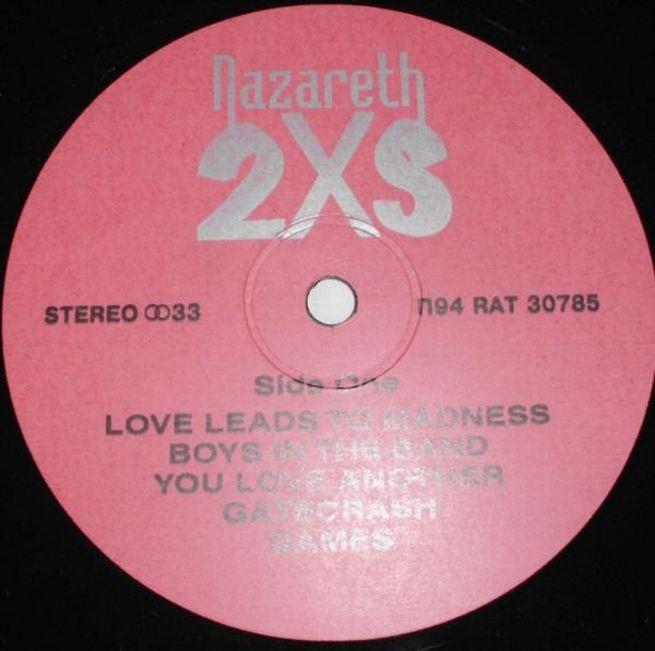 nazareth
2XS
STEREO ꝏ33
П94 RAT 30785
Side One
LOVE LEADS TO MADNESS
BOYS IN THE BAND
YOU LOVE ANOTHER
GATECRASH
GAMES